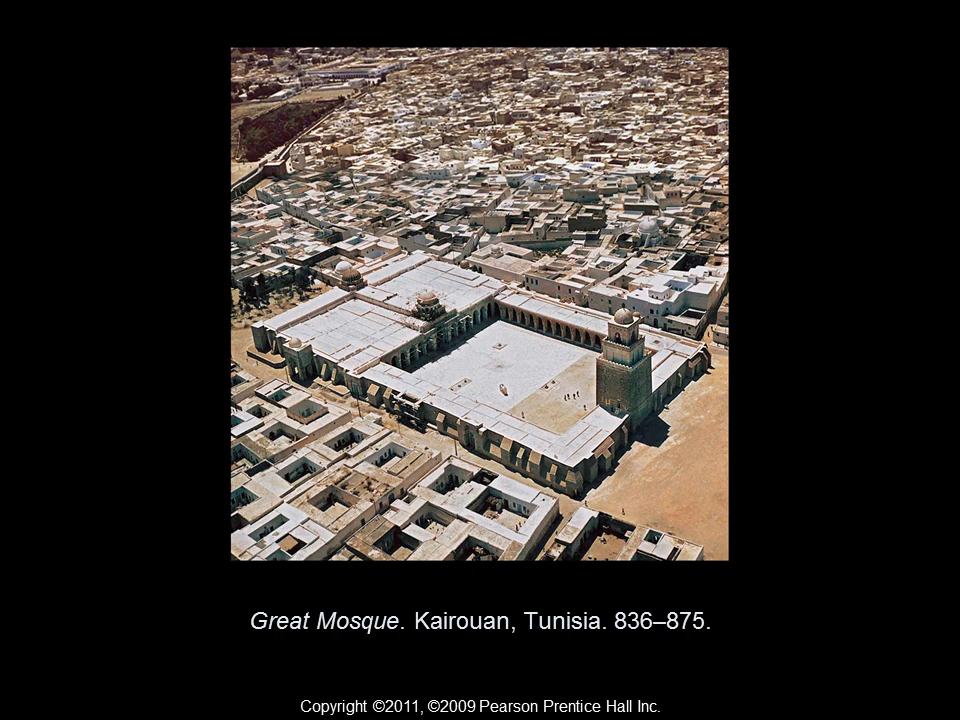 Great Mosque. Kairouan, Tunisia. 836–875.
Copyright ©2011, ©2009 Pearson Prentice Hall Inc.